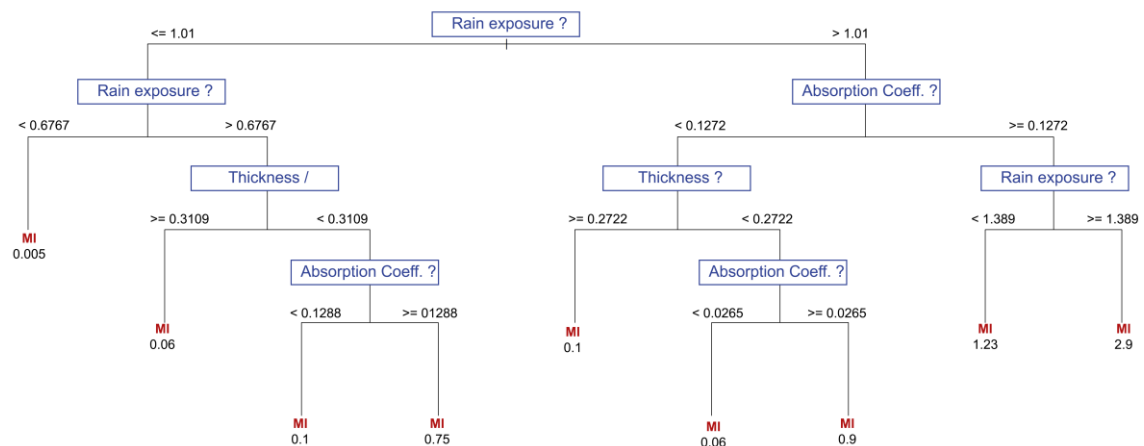 Rain exposure ?
<= 1.01
> 1.01
Rain exposure ?
Absorption Coeff. ?
< 0.6767
> 0.6767
< 0.1272
>= 0.1272
Thickness /
Thickness ?
Rain exposure ?
>= 0.3109
< 0.3109
>= 0.2722
< 0.2722
< 1.389
>= 1.389
MI
0.005
Absorption Coeff. ?
Absorption Coeff. ?
< 0.1288
>= 01288
< 0.0265
>= 0.0265
MI
0.06
MI
0.1
MI
1.23
MI
2.9
MI
0.1
MI
0.75
MI
0.06
MI
0.9